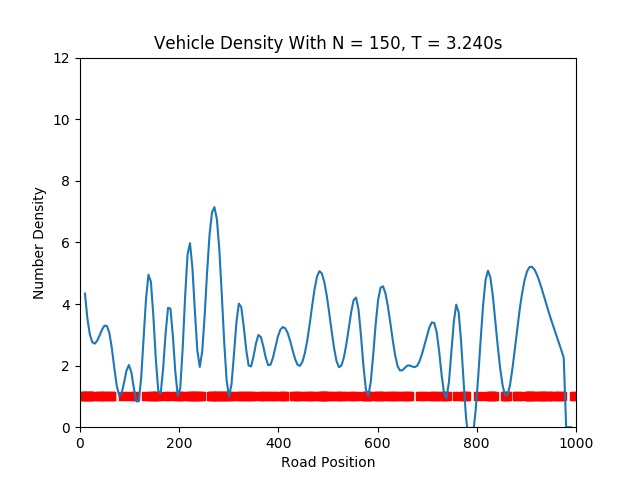 Vehicle Density With N = 150, T = 3.240s
12
10
8
6
4
2
0
Number Density
0 200 400 600 800 1000
Road Position